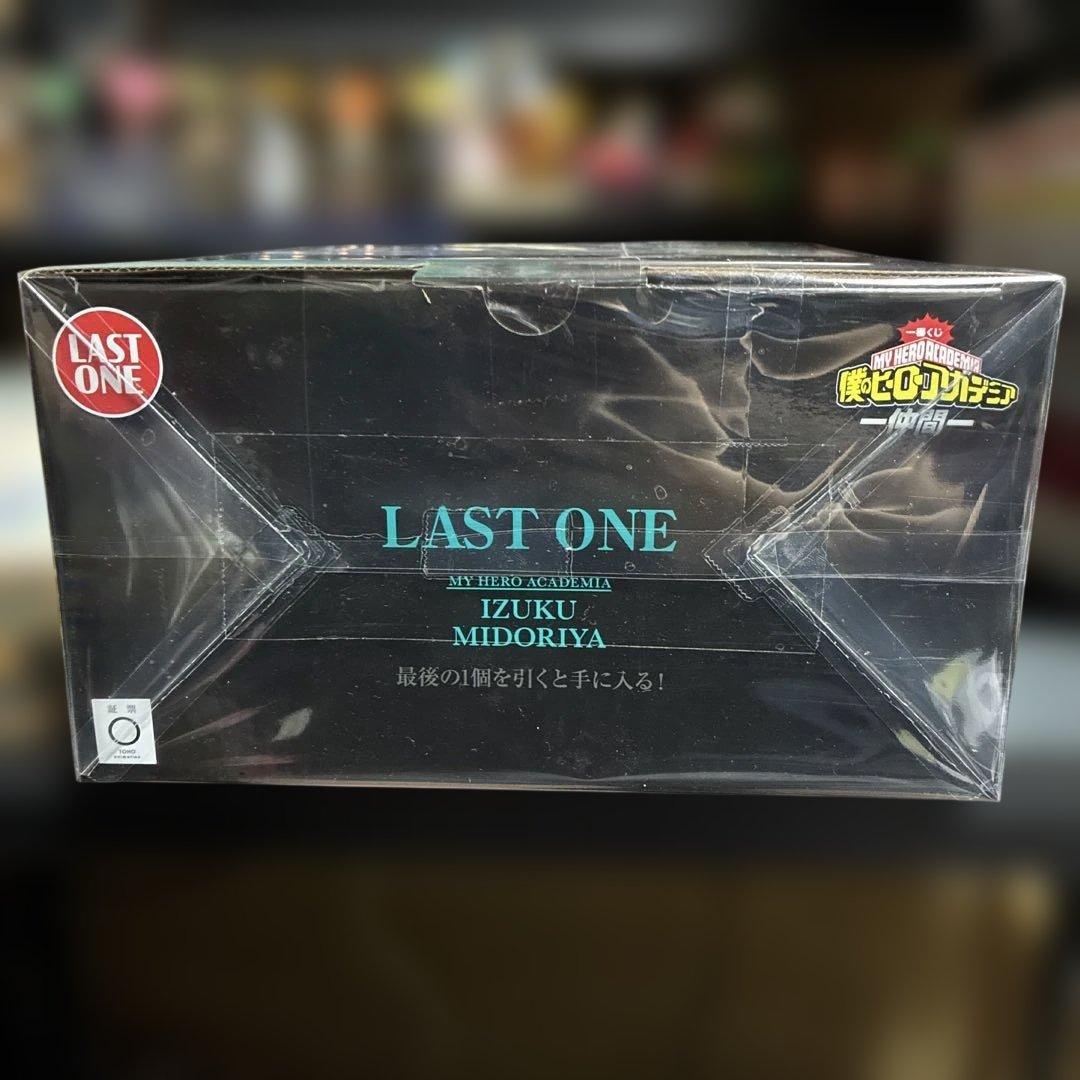 LAST
ONE
一番くじ
MY HERO ACADEMIA
僕のヒーローアカデミア
仲間
LAST ONE
MY HERO ACADEMIA
IZUKU
MIDORIYA
最後の1個を引くと手に入る!
証 票
TOHO
animation